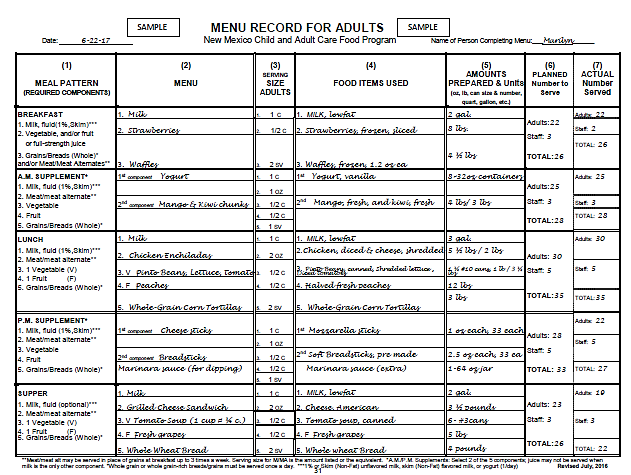 SAMPLE
MENU RECORD FOR ADULTS
SAMPLE
Date: 6-22-17
New Mexico Child and Adult Care Food Program
Name of Person Completing Menu: Marilyn
(1) (2) (3) (4) (5) (6) (7)
MEAL PATTERN (REQUIRED COMPONENTS)
MENU
SERVING SIZE ADULTS
FOOD ITEMS USED
AMOUNTS PREPARED & Units (oz, lb, can size & number, quart, gallon, etc.)
PLANNED Number to Serve
ACTUAL Number Served
BREAKFAST
1. Milk, fluid(1%,Skim)***
2. Vegetable, and/or fruit
or full-strength juice
3. Grains/Breads (Whole)*
and/or Meat/Meat Alternates**
1. Milk
2. Strawberries
3. Waffles
1. 1 C
2. 1/2 C
3. 2 SV
1. MILK, lowfat
2. Strawberries, frozen, sliced
3. Waffles, frozen, 1.2 oz ea
2 gal.
8 lbs.
4 ½ lbs
Adults: 22
Staff: 3
TOTAL: 26
Adults: 22
Staff: 2
TOTAL: 26
A.M. SUPPLEMENT*
1. Milk, fluid (1%,Skim)***
2. Meat/meat alternate**
3. Vegetable
4. Fruit
5. Grains/Breads (Whole)*
1st component Yogurt
2nd component Mango & Kiwi chunks
1. 1 C
2. 1 OZ
3. 1/2 C
4. 1/2 C
5. 1 SV
1st Yogurt, vanilla
2nd Mango, fresh, and kiwi, fresh
8-32oz containers
4 lbs/ 3 lbs
Adults:25
Staff: 3
TOTAL:28
Adults: 25
Staff: 3
TOTAL: 28
LUNCH
1. Milk, fluid (1%,Skim)***
2. Meat/meat alternate**
3. 1 Vegetable (V)
4. 1 Fruit (F)
5. Grains/Breads (Whole)*
1. Milk
2. Chicken Enchiladas
3. V Pinto Beans, Lettuce, Tomato
4. F Peaches
5. Whole-Grain Corn Tortillas
1. 1 C
2. 2 OZ
3. 1/2 C
4. 1/2 C
5. 2 SV
1. MILK, lowfat
2. Chicken, diced & cheese, shredded
3. Pinto Beans, canned, Shredded lettuce,
Diced tomatoes
4. Halved fresh peaches
5. Whole-Grain Corn Tortillas
3 gal.
5 ½ lbs / 2 lbs
12 lbs
3 lbs
Adults: 30
Staff: 5
TOTAL:35
Adults: 30
Staff: 5
TOTAL:35
P.M. SUPPLEMENT*
1. Milk, fluid (1%,Skim)***
2. Meat/meat alternate**
3. Vegetable
4. Fruit
5. Grains/Breads (Whole)*
1st component Cheese sticks
2nd component Breadsticks
Marinara sauce (for dipping)
1. 1 C
2. 1 OZ
3. 1/2 C
4. 1/2 C
5. 1 SV
1st Mozzarella sticks
2nd Soft Breadsticks, pre made
Marinara sauce (extra)
1 oz each, 33 each
2.5 oz each, 33 ea
1-64 oz jar
Adults: 28
Staff: 5
TOTAL: 33
Adults: 22
Staff: 5
TOTAL: 27
SUPPER
1. Milk, fluid (optional)***
2. Meat/meat alternate**
3. 1 Vegetable (V)
4. 1 Fruit (F)
5. Grains/Breads (Whole)*
1. Milk
2. Grilled Cheese Sandwich
3. V Tomato Soup (1 cup = ¼ c.)
4. F Fresh grapes
5. Whole Wheat Bread
1. 1 C
2. 2 OZ
3. 1/2 C
4. 1/2 C
5. 2 SV
1. MILK, lowfat
2. Cheese, American
3. Tomato soup, canned
4. Fresh grapes
5. Whole wheat Bread
2 gal.
3 ½ pounds
6- #3cans
5 lbs
4 pounds
Adults: 23
Staff: 3
TOTAL:26
Adults: 19
Staff: 3
TOTAL: 22
**Meat/meat alt may be served in place of grains at breakfast up to 3 times a week. Serving size for M/MA is the amount listed or the equivalent. *A.M./P.M. Supplements: Select 2 of the 5 components; juice may not be served when
milk is the only other component. *Whole grain or whole grain-rich breads/grains must be served once a day. ***1% or Skim (Non-Fat) unflavored milk, skim (Non-Fat) flavored milk, or yogurt (1/day)
31
Revised July, 2016